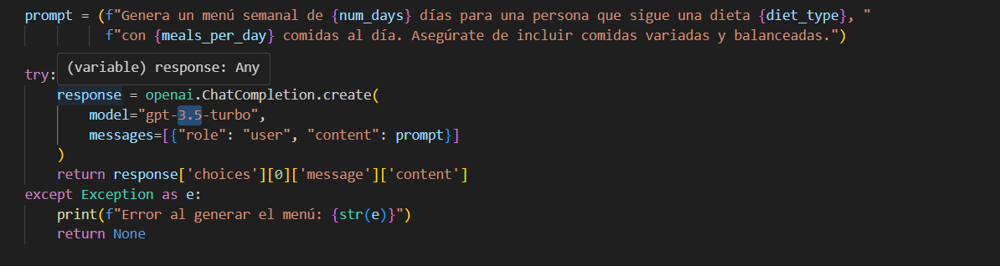 prompt = (f"Genera un menú semanal de {num_days} días para una persona que sigue una dieta {diet_type}, "
f"con {meals_per_day} comidas al día. Asegúrate de incluir comidas variadas y balanceadas.")
(variable) response: Any
try:
response = openai.ChatCompletion.create(
model="gpt-3.5-turbo",
messages=[{"role": "user", "content": prompt}]
)
return response['choices'][0]['message']['content']
except Exception as e:
print(f"Error al generar el menú: {str(e)}")
return None